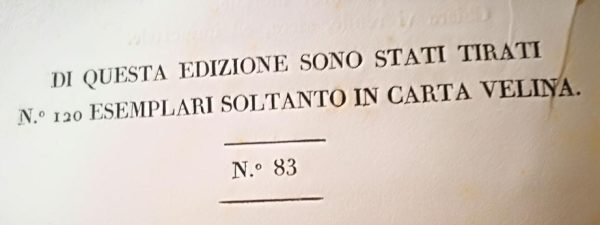 DI QUESTA EDIZIONE SONO STATI TIRATI
N.º 120 ESEMPLARI SOLTANTO IN CARTA VELINA.
N.º 83